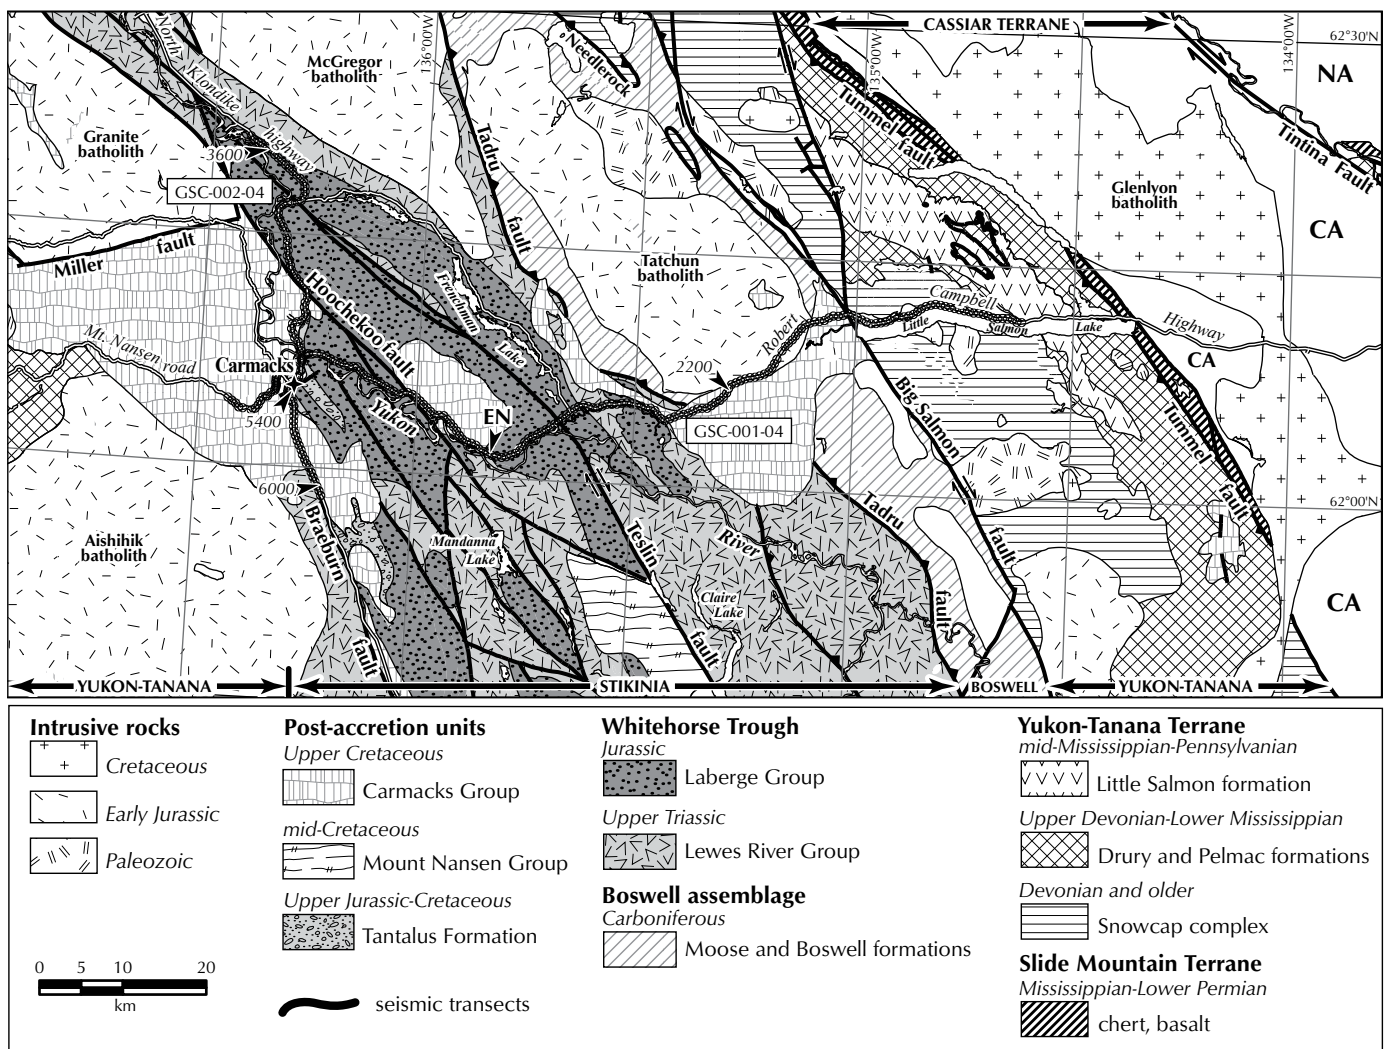 CASSIAR TERRANE
62°30'N
134°00'W
135°00'W
136°00'W
NA
North
Klondike
highway
McGregor
batholith
Needlerock
Granite
batholith
Tadru
fault
Tummel
fault
Tintina
Fault
3600
GSC-002-04
Glenlyon
batholith
CA
Miller
fault
Tatchun
batholith
Hoochekoo fault
Frenchman
Lake
Robert
Campbell
Highway
Little
Salmon
Lake
Mt. Nansen
road
Carmacks
5400
Yukon
EN
2200
GSC-001-04
Big Salmon
fault
CA
Tummel
fault
6000
62°00'N
Braeburn
fault
Aishihik
batholith
Mandanna
Lake
Teslin
fault
River
Claire
Lake
Tadru
fault
CA
YUKON-TANANA
STIKINIA
BOSWELL
YUKON-TANANA
Intrusive rocks
Cretaceous
Early Jurassic
Paleozoic
0 5 10 20
km
Post-accretion units
Upper Cretaceous
Carmacks Group
mid-Cretaceous
Mount Nansen Group
Upper Jurassic-Cretaceous
Tantalus Formation
seismic transects
Whitehorse Trough
Jurassic
Laberge Group
Upper Triassic
Lewes River Group
Boswell assemblage
Carboniferous
Moose and Boswell formations
Yukon-Tanana Terrane
mid-Mississippian-Pennsylvanian
Little Salmon formation
Upper Devonian-Lower Mississippian
Drury and Pelmac formations
Devonian and older
Snowcap complex
Slide Mountain Terrane
Mississippian-Lower Permian
chert, basalt